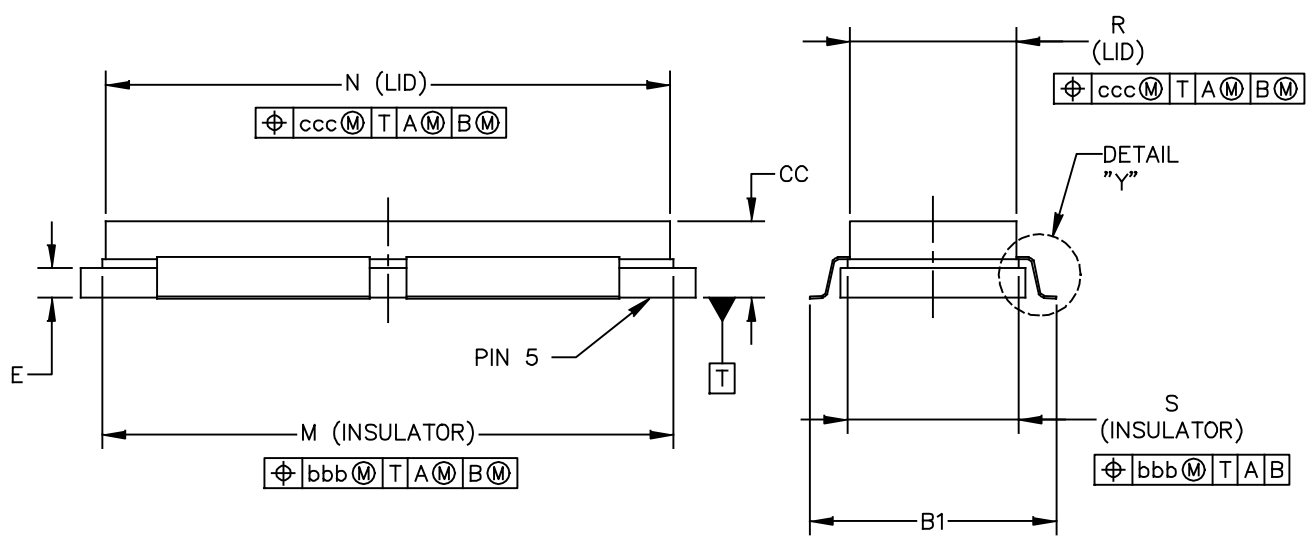 N (LID)
⌖ ccc Ⓜ T A Ⓜ B Ⓜ
R
(LID)
⌖ ccc Ⓜ T A Ⓜ B Ⓜ
CC
DETAIL
"Y"
E
PIN 5
T
M (INSULATOR)
⌖ bbb Ⓜ T A Ⓜ B Ⓜ
S
(INSULATOR)
⌖ bbb Ⓜ T A B
B1